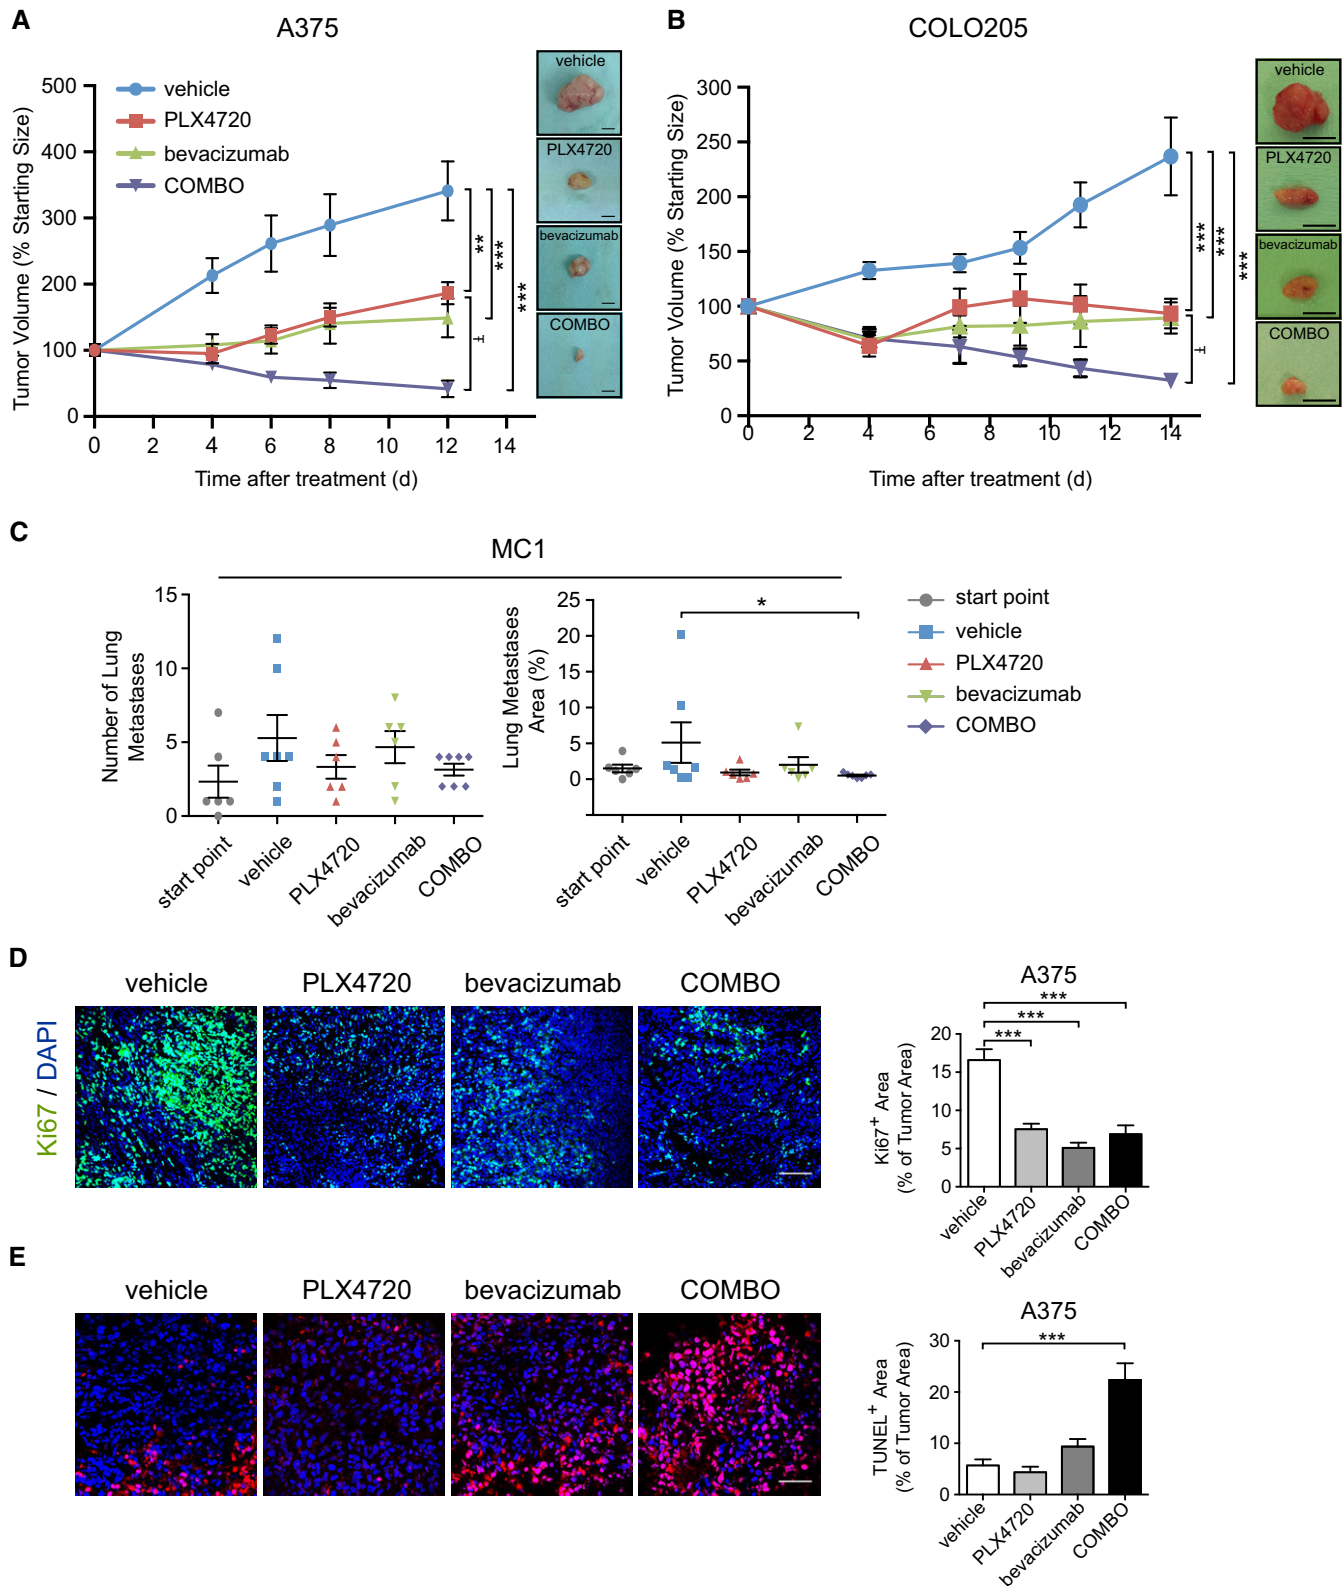 A
A375
Tumor Volume (% Starting Size)
500
400
300
200
100
0
0 2 4 6 8 10 12 14
Time after treatment (d)
vehicle
PLX4720
bevacizumab
COMBO
**
***
***
vehicle
PLX4720
bevacizumab
COMBO
B
COLO205
Tumor Volume (% Starting Size)
300
250
200
150
100
50
0
0 2 4 6 8 10 12 14
Time after treatment (d)
***
***
***
vehicle
PLX4720
bevacizumab
COMBO
C
MC1
Number of Lung
Metastases
15
10
5
0
start point
vehicle
PLX4720
bevacizumab
COMBO
Lung Metastases
Area (%)
25
20
15
10
5
0
*
start point
vehicle
PLX4720
bevacizumab
COMBO
start point
vehicle
PLX4720
bevacizumab
COMBO
D
vehicle PLX4720 bevacizumab COMBO
Ki67 / DAPI
A375
Ki67+ Area
(% of Tumor Area)
20
15
10
5
0
***
***
***
vehicle
PLX4720
bevacizumab
COMBO
E
vehicle PLX4720 bevacizumab COMBO
A375
TUNEL+ Area
(% of Tumor Area)
30
20
10
0
***
vehicle
PLX4720
bevacizumab
COMBO